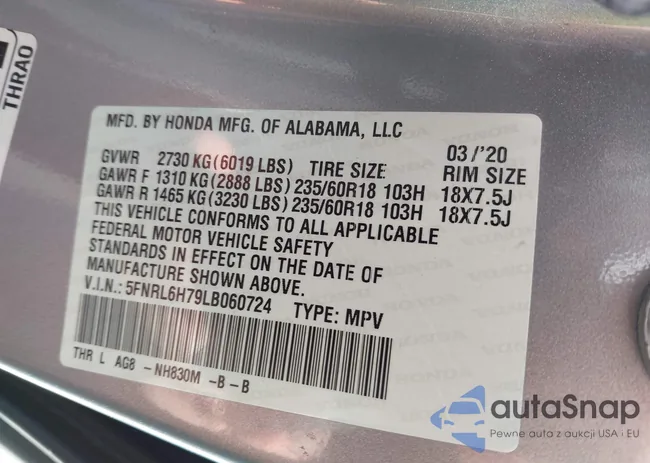 THRAO
MFD. BY HONDA MFG. OF ALABAMA, LLC
03/'20
GVWR 2730 KG(6019 LBS) TIRE SIZE RIM SIZE
GAWR F 1310 KG(2888 LBS)235/60R18 103H 18X7.5J
GAWR R 1465 KG(3230 LBS)235/60R18 103H 18X7.5J
THIS VEHICLE CONFORMS TO ALL APPLICABLE
FEDERAL MOTOR VEHICLE SAFETY
STANDARDS IN EFFECT ON THE DATE OF
MANUFACTURE SHOWN ABOVE.
V.I.N.:5FNRL6H79LB060724 TYPE: MPV
THR L AG8 -NH830M -B-B
autaSnap
Pewne auta z aukcji USA i EU